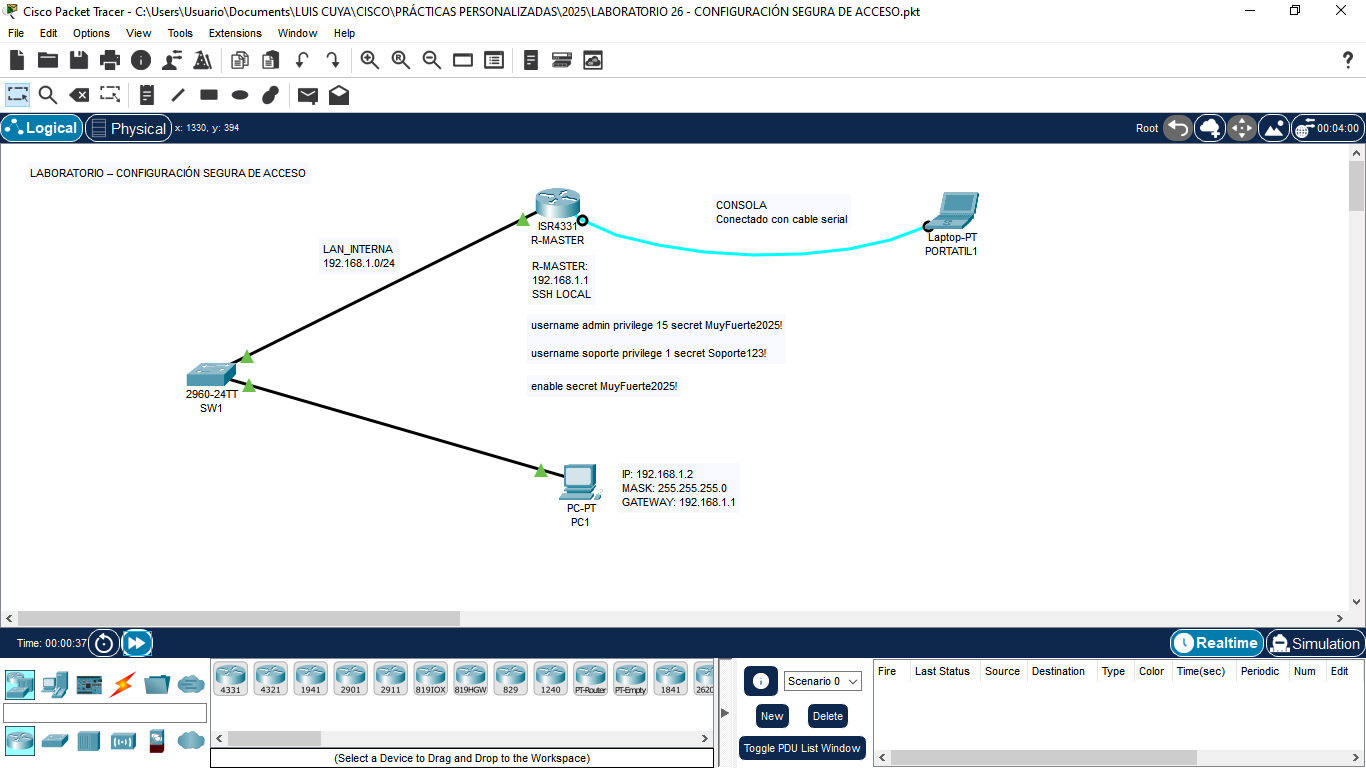 Cisco Packet Tracer - C:\Users\Usuario\Documents\LUIS CUYA\CISCO\PRÁCTICAS PERSONALIZADAS\2025\LABORATORIO 26 - CONFIGURACIÓN SEGURA DE ACCESO.pkt
File Edit Options View Tools Extensions Window Help
Logical Physical x: 1330, y: 394 Root 00:04:00
LABORATORIO – CONFIGURACIÓN SEGURA DE ACCESO
CONSOLA
Conectado con cable serial
ISR4331
R-MASTER
Laptop-PT
PORTATIL1
LAN_INTERNA
192.168.1.0/24
R-MASTER:
192.168.1.1
SSH LOCAL
username admin privilege 15 secret MuyFuerte2025!
username soporte privilege 1 secret Soporte123!
enable secret MuyFuerte2025!
2960-24TT
SW1
IP: 192.168.1.2
MASK: 255.255.255.0
GATEWAY: 192.168.1.1
PC-PT
PC1
Time: 00:00:37 Realtime Simulation
4331 4321 1941 2901 2911 819IOX 819HGW 829 1240 PT-Router PT-Empty 1841 2620
Scenario 0
New Delete
Toggle PDU List Window
Fire Last Status Source Destination Type Color Time(sec) Periodic Num Edit
(Select a Device to Drag and Drop to the Workspace)